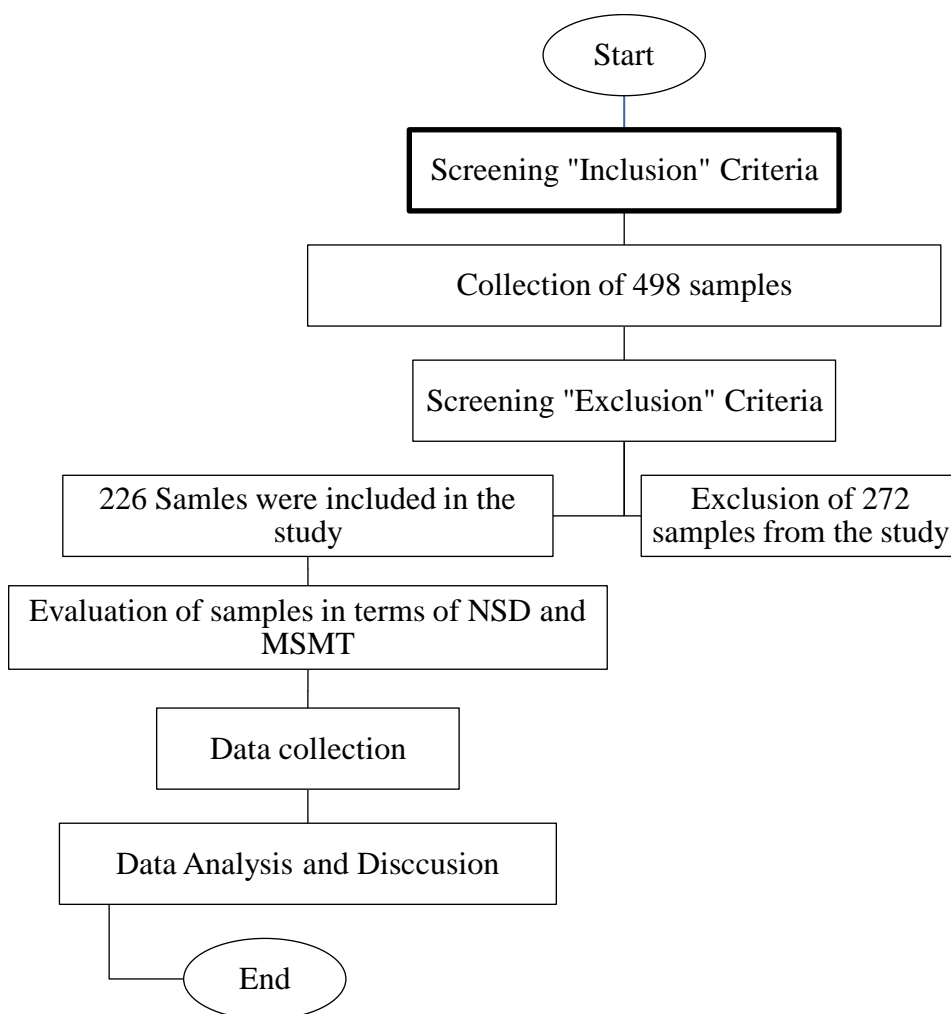 Start
Screening "Inclusion" Criteria
Collection of 498 samples
Screening "Exclusion" Criteria
226 Samles were included in the
study
Exclusion of 272
samples from the study
Evaluation of samples in terms of NSD and
MSMT
Data collection
Data Analysis and Disccusion
End